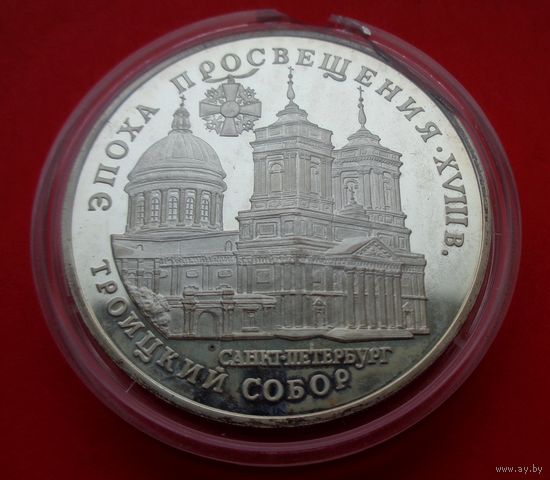 ЭПОХА ПРОСВЕЩЕНИЯ · XVIII В.
САНКТ-ПЕТЕРБУРГ
ТРОИЦКИЙ СОБОР
www.ay.by